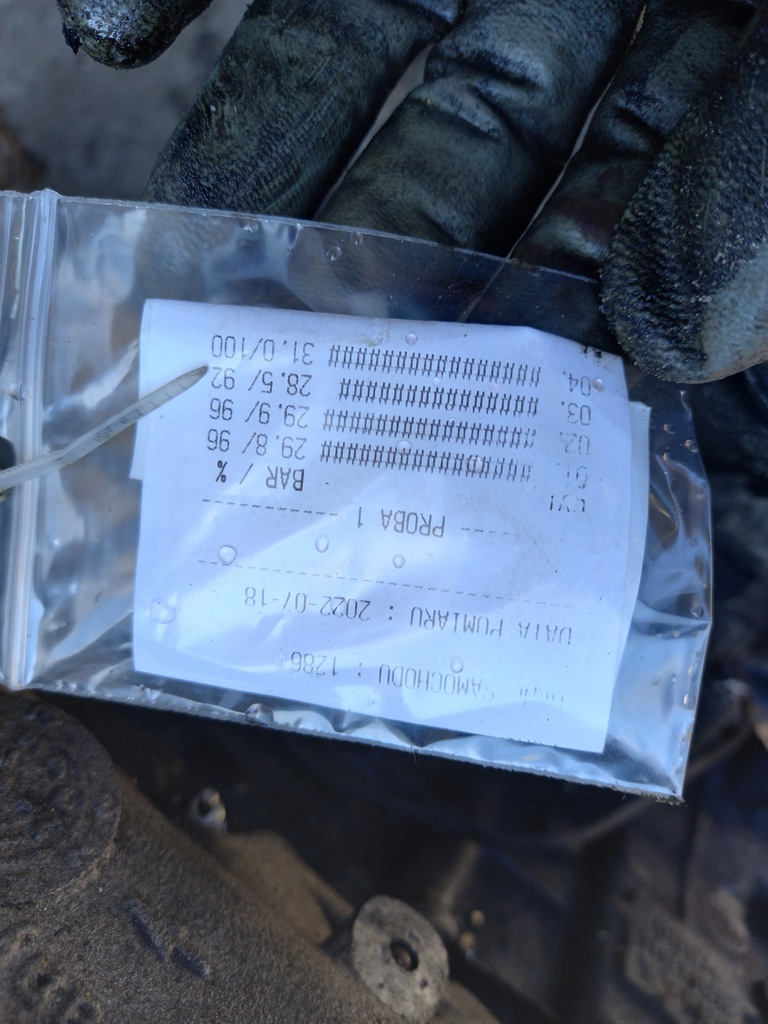 SAMOCHODU : 1286
DATA POMIARU : 2022-07-18
---- PROBA 1 ----
CYL BAR / %
01. ################### 29.8/ 96
02. ################### 29.9/ 96
03. ################## 28.5/ 92
04. #################### 31.0/100